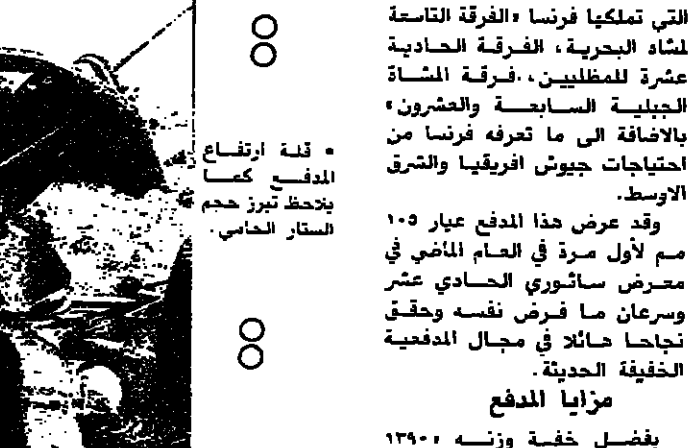 التي تملكها فرنسا «الفرقة التاسعة
لمشاة البحرية، الفرقة الحادية
عشرة للمظليين، فرقة المشاة
الجبلية السابعة والعشرون»
بالاضافة الى ما تعرفه فرنسا من
احتياجات جيوش افريقيا والشرق
الاوسط.
وقد عرض هذا المدفع عيار ١٠٥
مم لأول مرة في العام الماضي في
معرض ساتوري الحادي عشر
وسرعان ما فرض نفسه وحقق
نجاحا هائلا في مجال المدفعية
الخفيفة الحديثة.
مزايا المدفع
بفضل خفة وزنه «١٣٩٠
• قلة ارتفاع
المدفع كما
يلاحظ تبرز حجم
الستار الحامي.